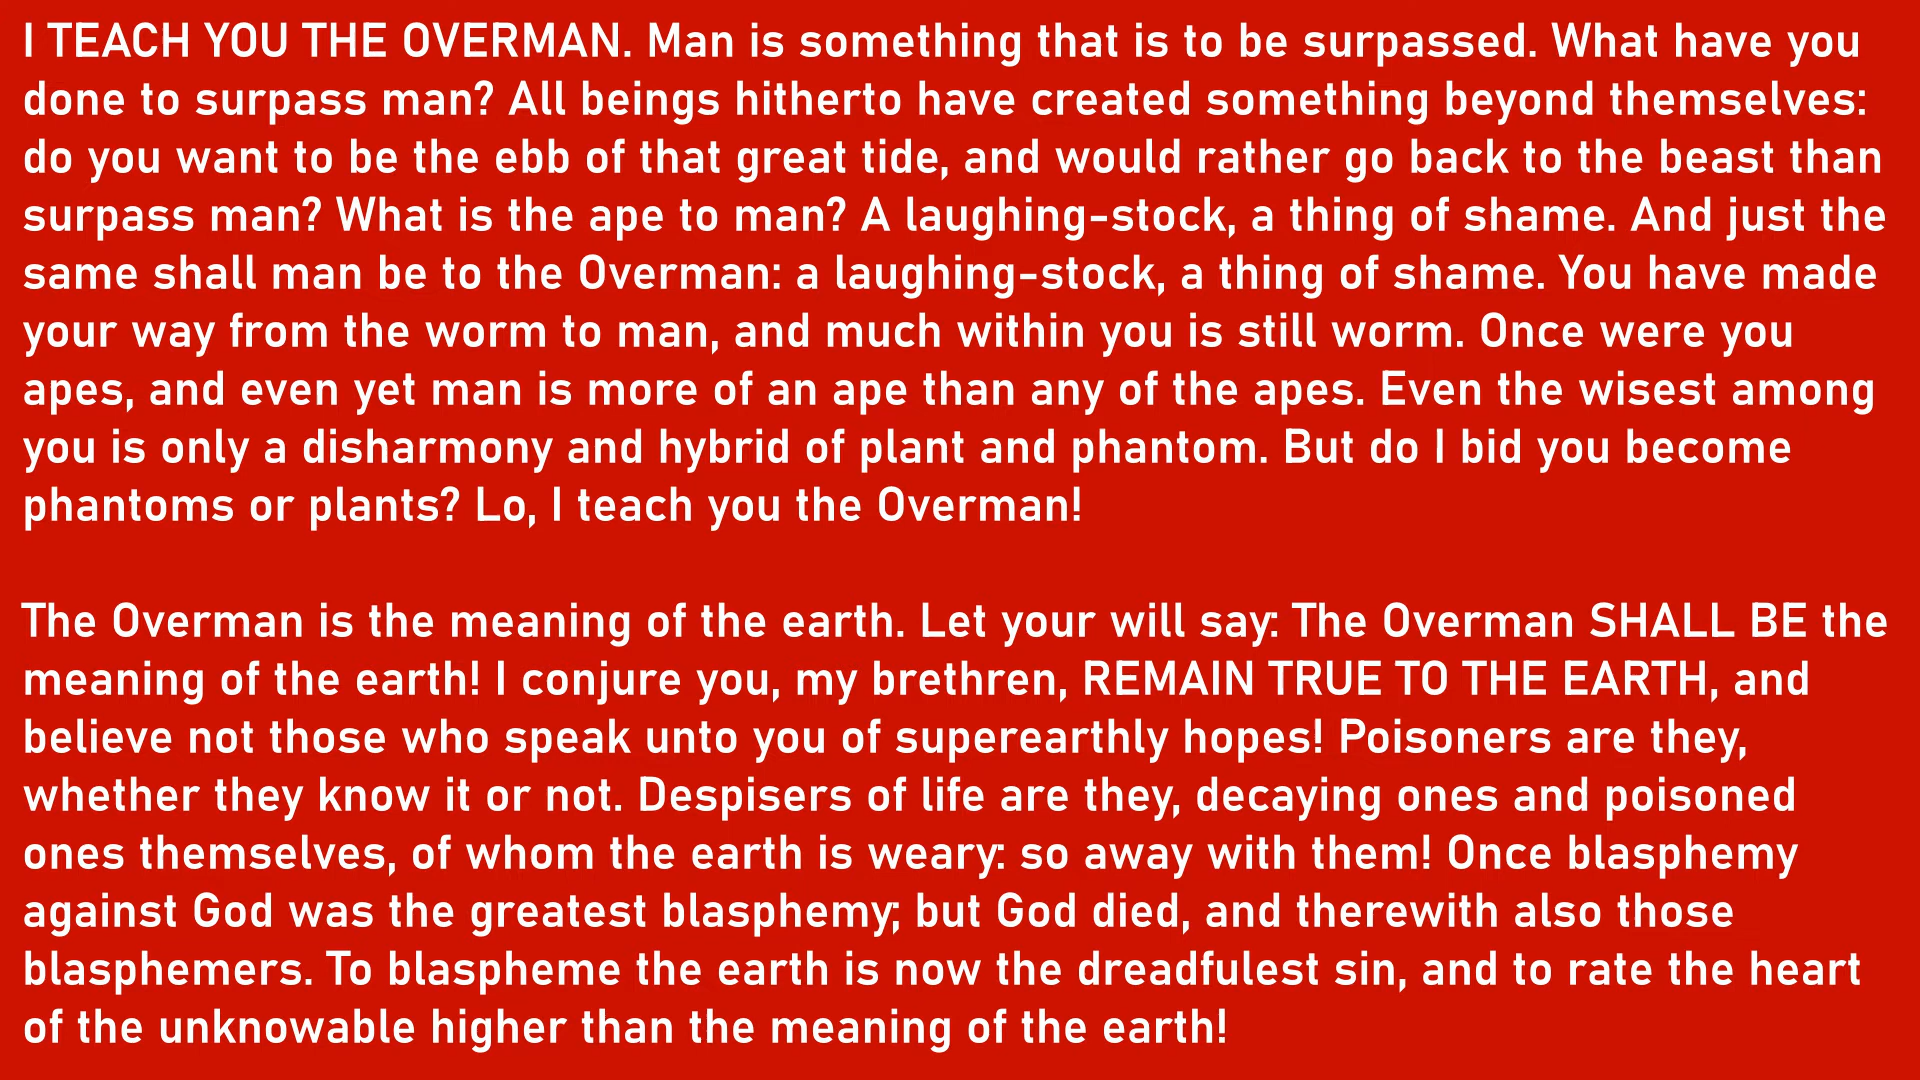 I TEACH YOU THE OVERMAN. Man is something that is to be surpassed. What have you
done to surpass man? All beings hitherto have created something beyond themselves:
do you want to be the ebb of that great tide, and would rather go back to the beast than
surpass man? What is the ape to man? A laughing-stock, a thing of shame. And just the
same shall man be to the Overman: a laughing-stock, a thing of shame. You have made
your way from the worm to man, and much within you is still worm. Once were you
apes, and even yet man is more of an ape than any of the apes. Even the wisest among
you is only a disharmony and hybrid of plant and phantom. But do I bid you become
phantoms or plants? Lo, I teach you the Overman!
The Overman is the meaning of the earth. Let your will say: The Overman SHALL BE the
meaning of the earth! I conjure you, my brethren, REMAIN TRUE TO THE EARTH, and
believe not those who speak unto you of superearthly hopes! Poisoners are they,
whether they know it or not. Despisers of life are they, decaying ones and poisoned
ones themselves, of whom the earth is weary: so away with them! Once blasphemy
against God was the greatest blasphemy; but God died, and therewith also those
blasphemers. To blaspheme the earth is now the dreadfulest sin, and to rate the heart
of the unknowable higher than the meaning of the earth!